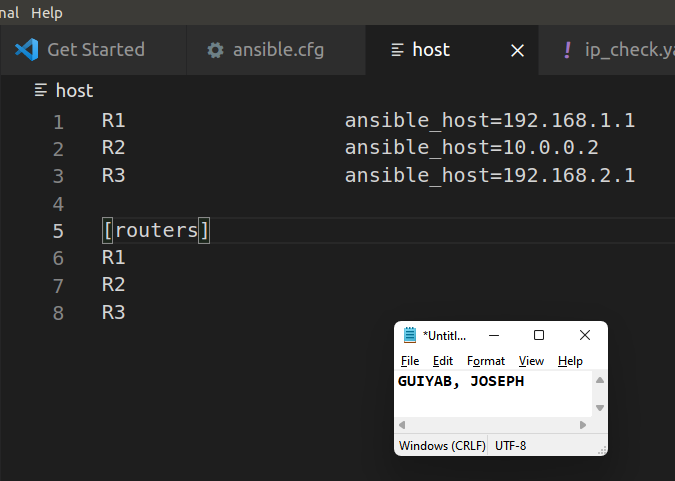 nal Help
Get Started ansible.cfg host ip_check.ya
host
1 R1 ansible_host=192.168.1.1
2 R2 ansible_host=10.0.0.2
3 R3 ansible_host=192.168.2.1
4
5 [routers]
6 R1
7 R2
8 R3
*Untitl...
File Edit Format View Help
GUIYAB, JOSEPH
Windows (CRLF) UTF-8